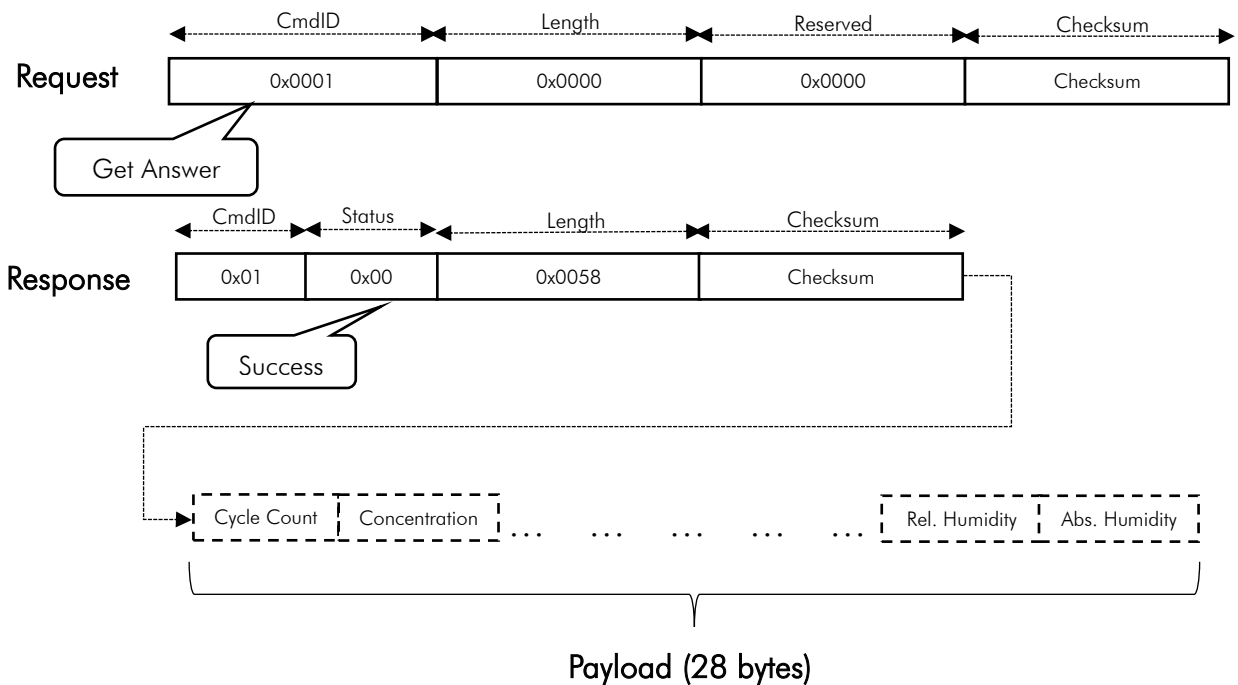 CmdID Length Reserved Checksum
Request 0x0001 0x0000 0x0000 Checksum
Get Answer
CmdID Status Length Checksum
Response 0x01 0x00 0x0058 Checksum
Success
Cycle Count Concentration ... ... ... ... ... Rel. Humidity Abs. Humidity
Payload (28 bytes)